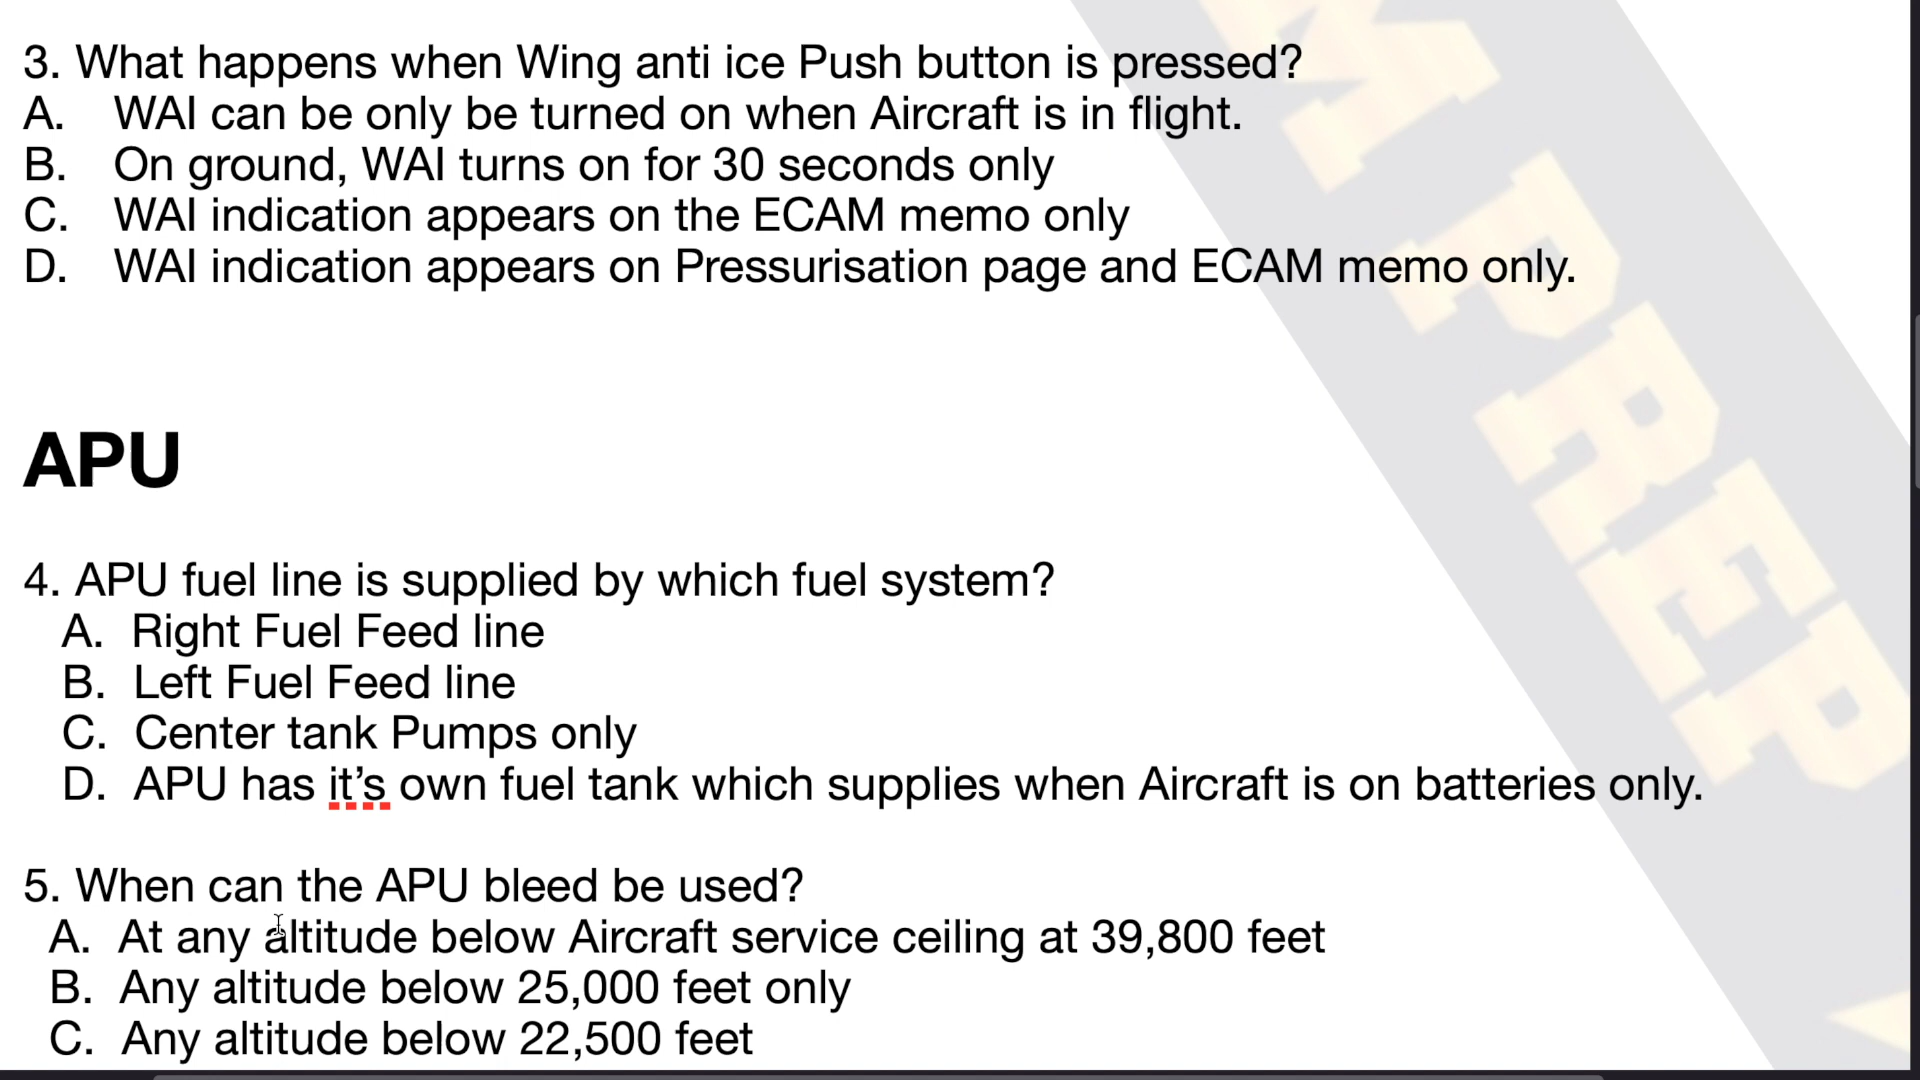 3. What happens when Wing anti ice Push button is pressed?
A. WAI can be only be turned on when Aircraft is in flight.
B. On ground, WAI turns on for 30 seconds only
C. WAI indication appears on the ECAM memo only
D. WAI indication appears on Pressurisation page and ECAM memo only.
APU
4. APU fuel line is supplied by which fuel system?
A. Right Fuel Feed line
B. Left Fuel Feed line
C. Center tank Pumps only
D. APU has it’s own fuel tank which supplies when Aircraft is on batteries only.
5. When can the APU bleed be used?
A. At any altitude below Aircraft service ceiling at 39,800 feet
B. Any altitude below 25,000 feet only
C. Any altitude below 22,500 feet
M PREP